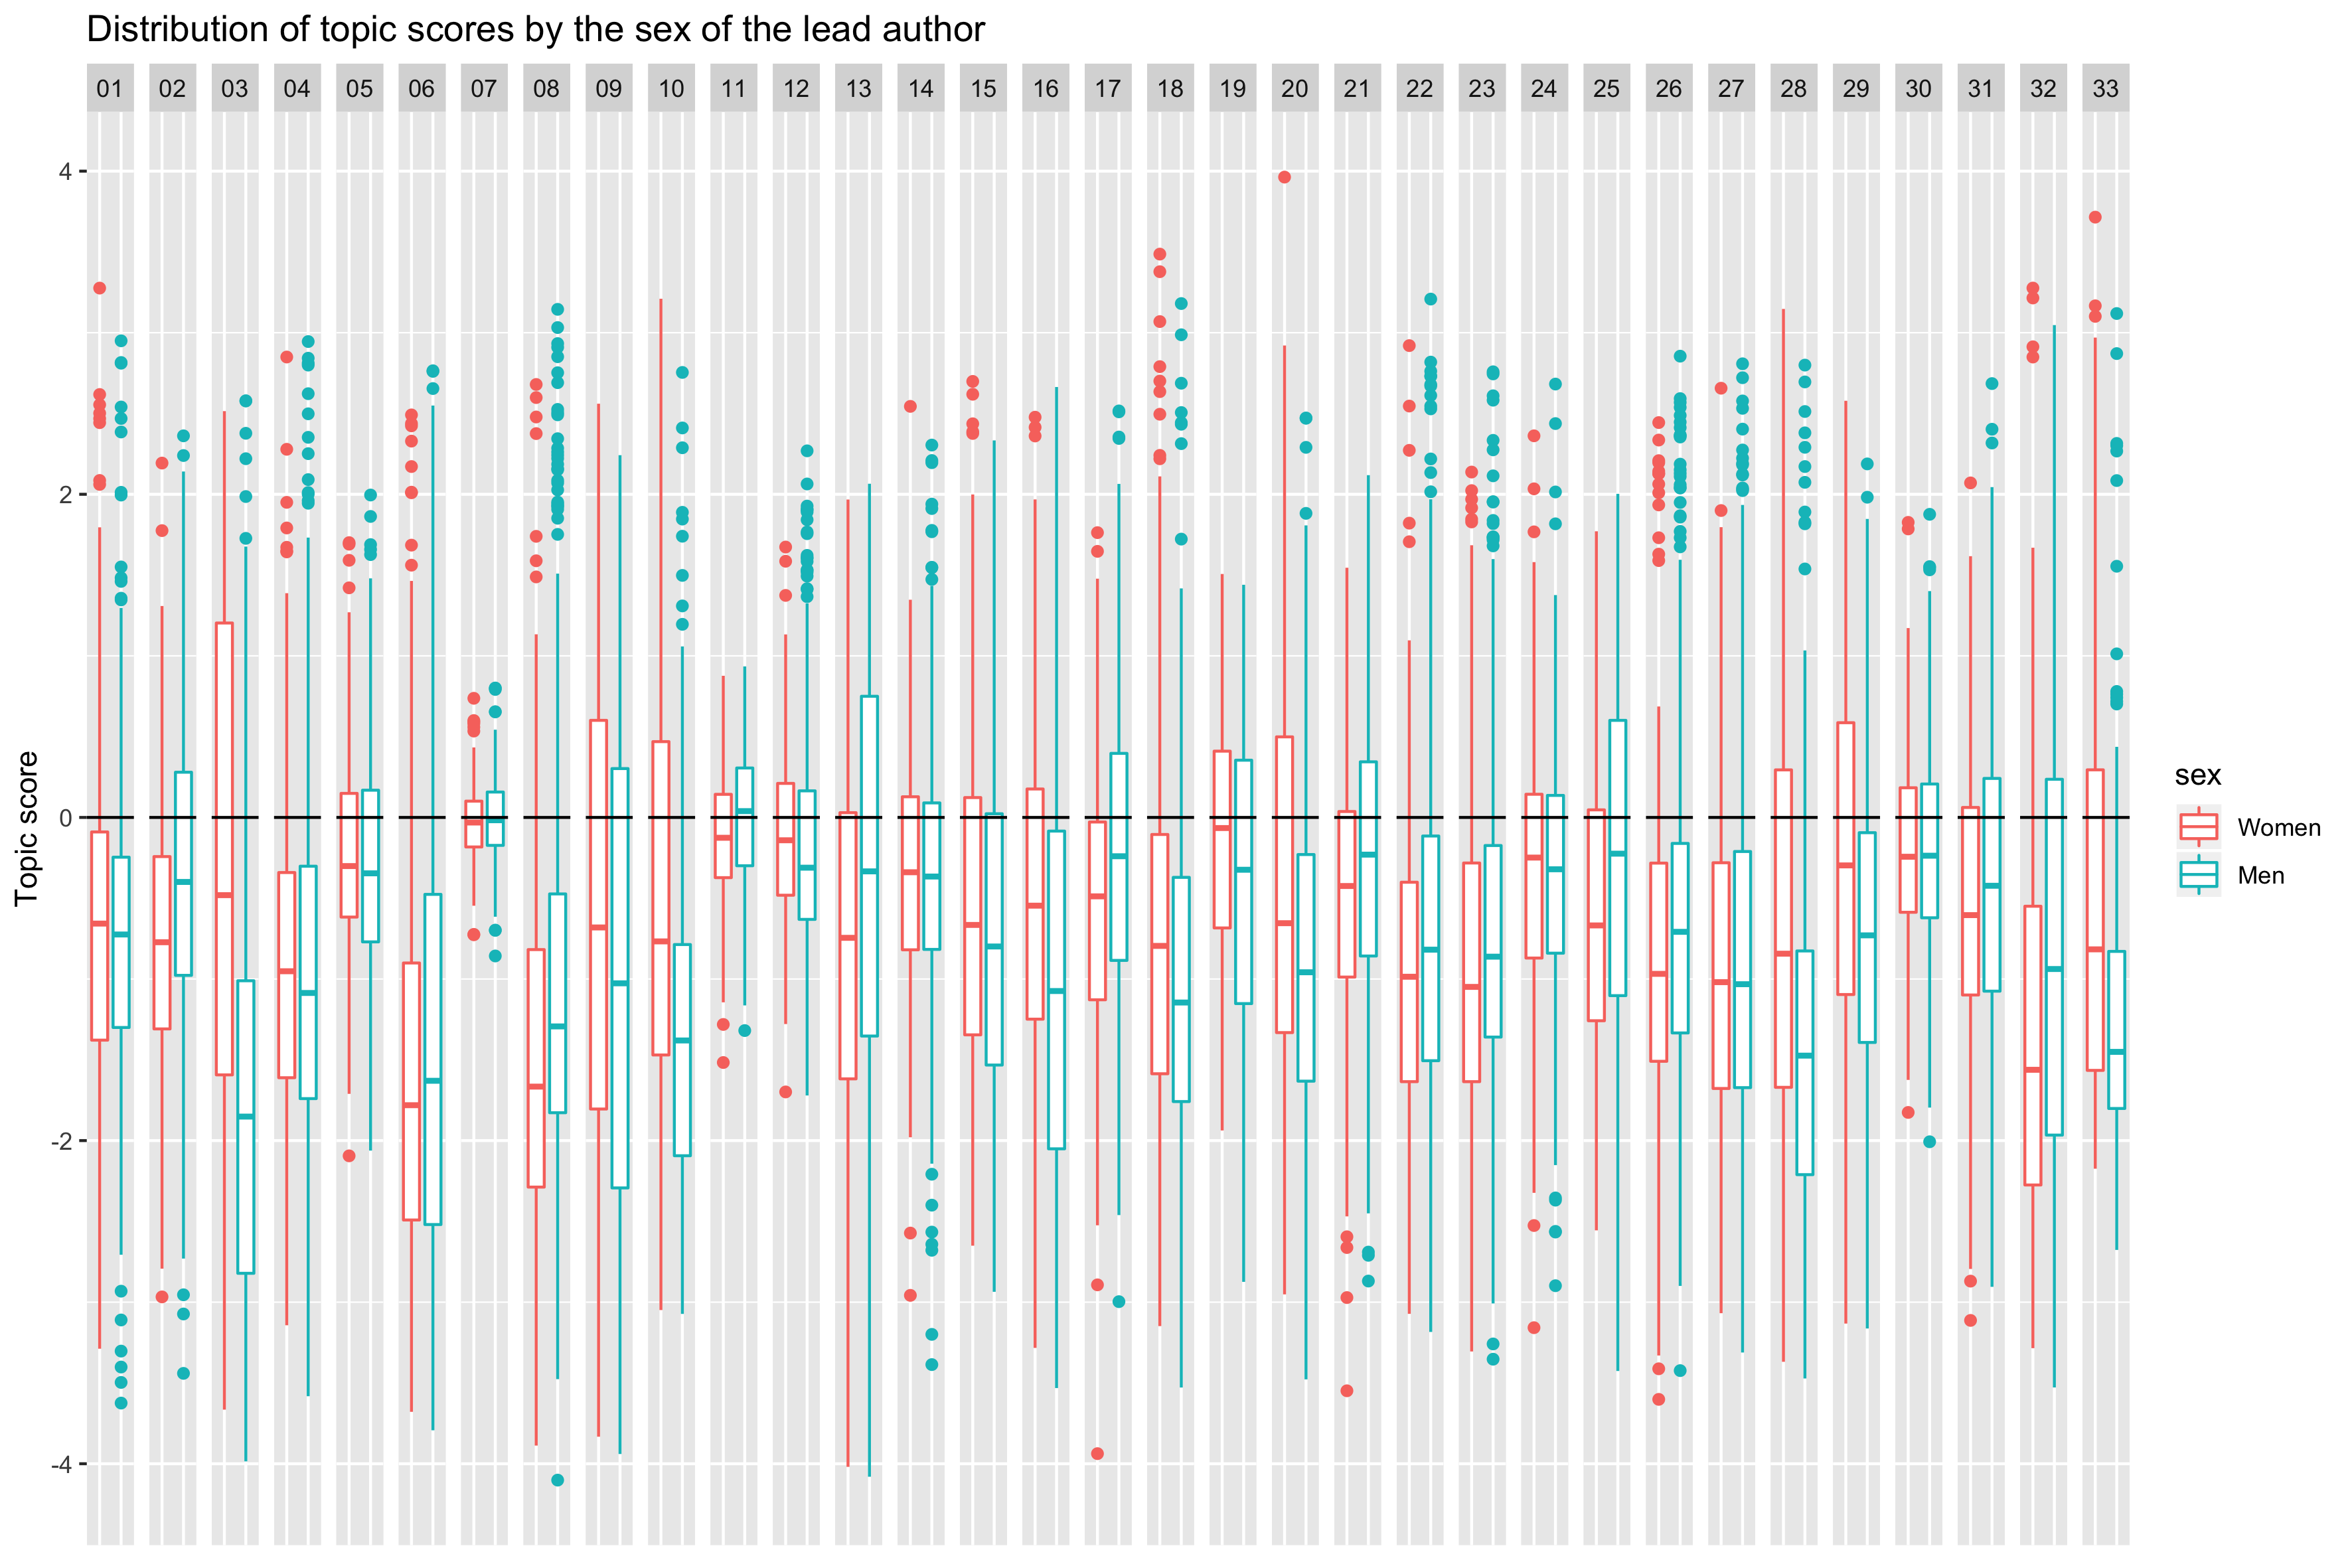 Distribution of topic scores by the sex of the lead author
01 02 03 04 05 06 07 08 09 10 11 12 13 14 15 16 17 18 19 20 21 22 23 24 25 26 27 28 29 30 31 32 33
4
2
0
-2
-4
Topic score
sex
Women
Men